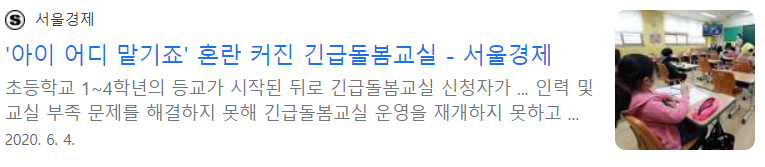 S 서울경제
'아이 어디 맡기죠' 혼란 커진 긴급돌봄교실 - 서울경제
초등학교 1~4학년의 등교가 시작된 뒤로 긴급돌봄교실 신청자가 ... 인력 및
교실 부족 문제를 해결하지 못해 긴급돌봄교실 운영을 재개하지 못하고 ...
2020. 6. 4.